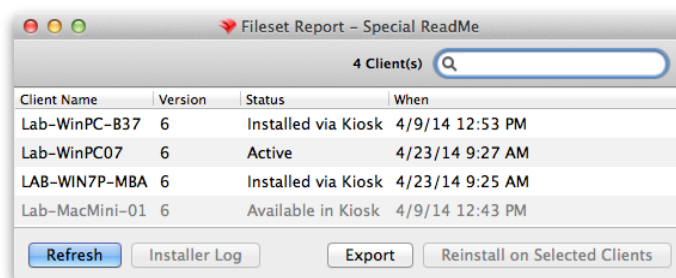 Fileset Report – Special ReadMe
4 Client(s)
Client Name Version Status When
Lab-WinPC-B37 6 Installed via Kiosk 4/9/14 12:53 PM
Lab-WinPC07 6 Active 4/23/14 9:27 AM
LAB-WIN7P-MBA 6 Installed via Kiosk 4/23/14 9:25 AM
Lab-MacMini-01 6 Available in Kiosk 4/9/14 12:43 PM
Refresh Installer Log Export Reinstall on Selected Clients